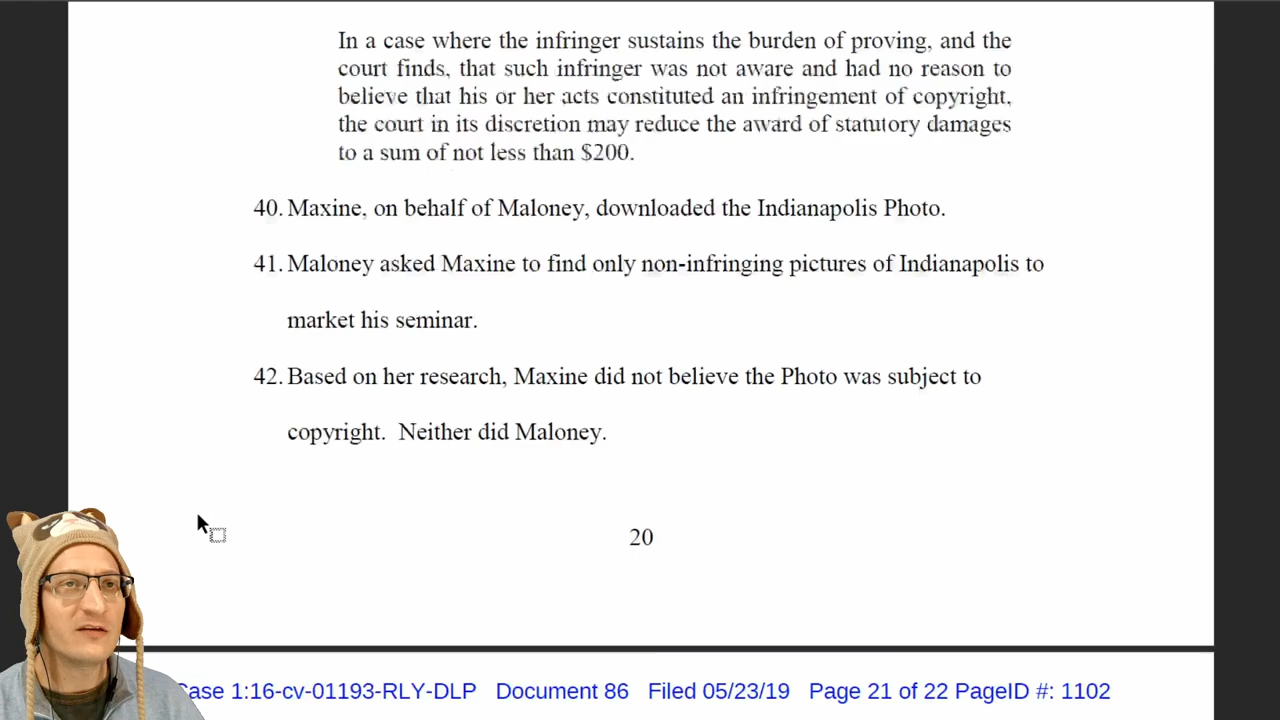 In a case where the infringer sustains the burden of proving, and the
court finds, that such infringer was not aware and had no reason to
believe that his or her acts constituted an infringement of copyright,
the court in its discretion may reduce the award of statutory damages
to a sum of not less than $200.
40. Maxine, on behalf of Maloney, downloaded the Indianapolis Photo.
41. Maloney asked Maxine to find only non-infringing pictures of Indianapolis to
market his seminar.
42. Based on her research, Maxine did not believe the Photo was subject to
copyright. Neither did Maloney.
20
Case 1:16-cv-01193-RLY-DLP Document 86 Filed 05/23/19 Page 21 of 22 PageID #: 1102